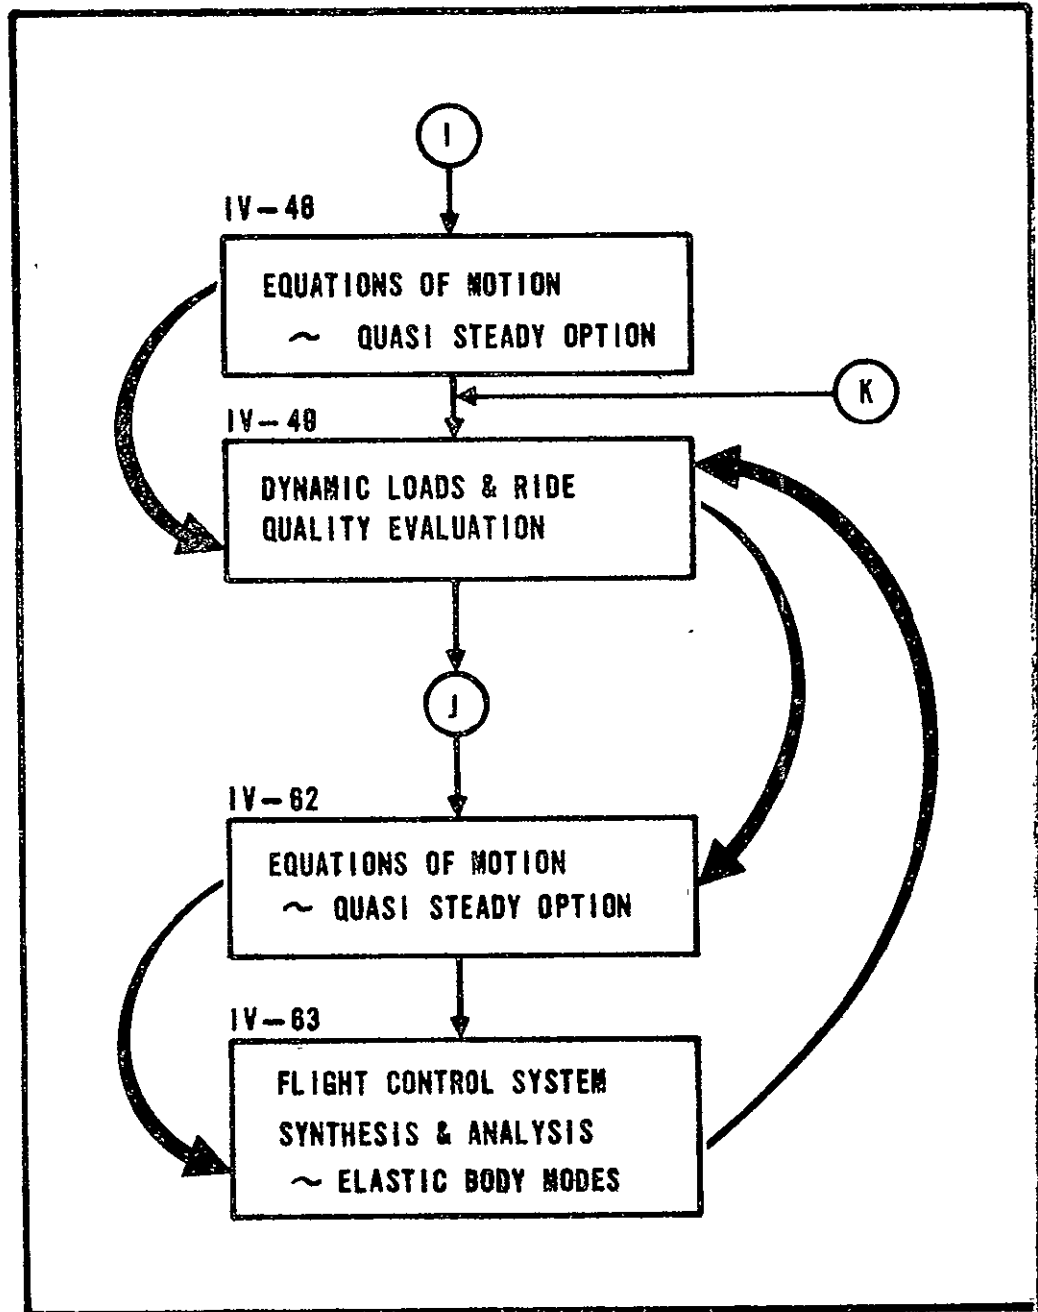 I
IV-48
EQUATIONS OF MOTION
~ QUASI STEADY OPTION
K
IV-49
DYNAMIC LOADS & RIDE
QUALITY EVALUATION
J
IV-62
EQUATIONS OF MOTION
~ QUASI STEADY OPTION
IV-63
FLIGHT CONTROL SYSTEM
SYNTHESIS & ANALYSIS
~ ELASTIC BODY MODES